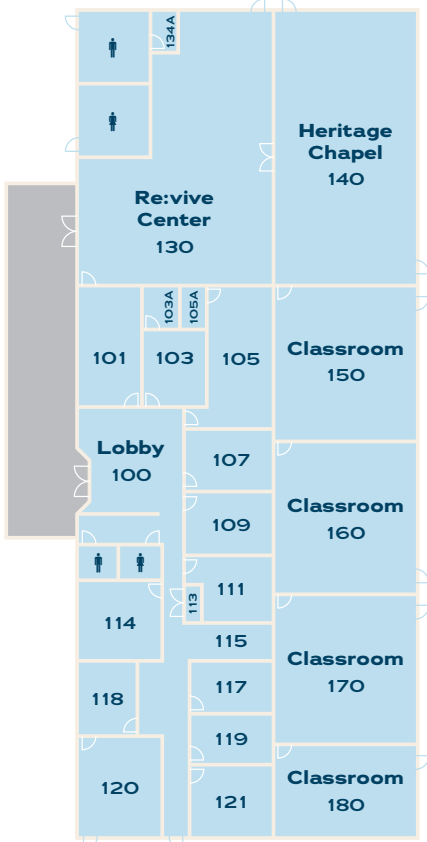 134A
Heritage
Chapel
140
Re:vive
Center
130
103A
105A
101
103
105
Classroom
150
Lobby
100
107
Classroom
160
109
111
113
114
115
Classroom
170
117
118
119
120
121
Classroom
180